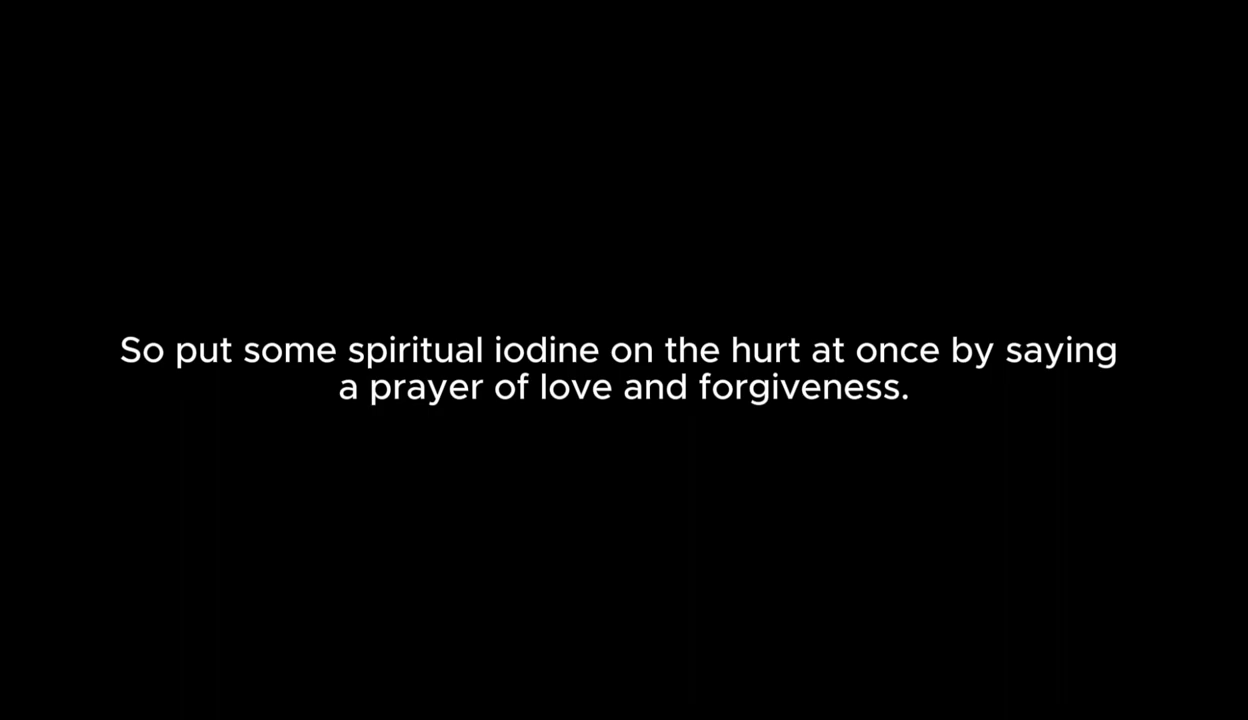 So put some spiritual iodine on the hurt at once by saying
a prayer of love and forgiveness.